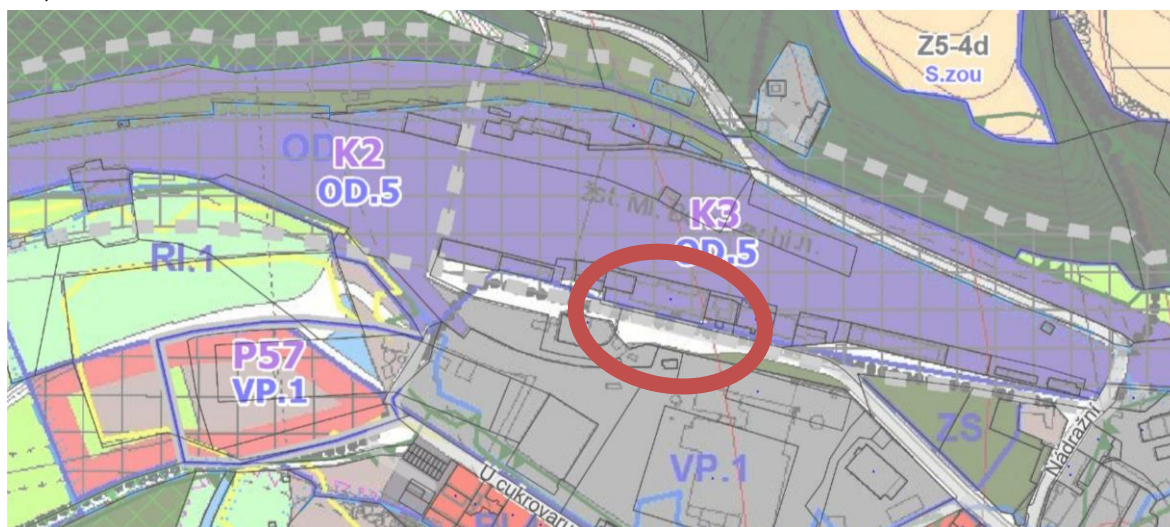 Z5-4d
S.zou
K2
OD.5
K3
OD.5
RI.1
P57
VP.1
ZS
VP.1
Nádražní
U cukrovaru